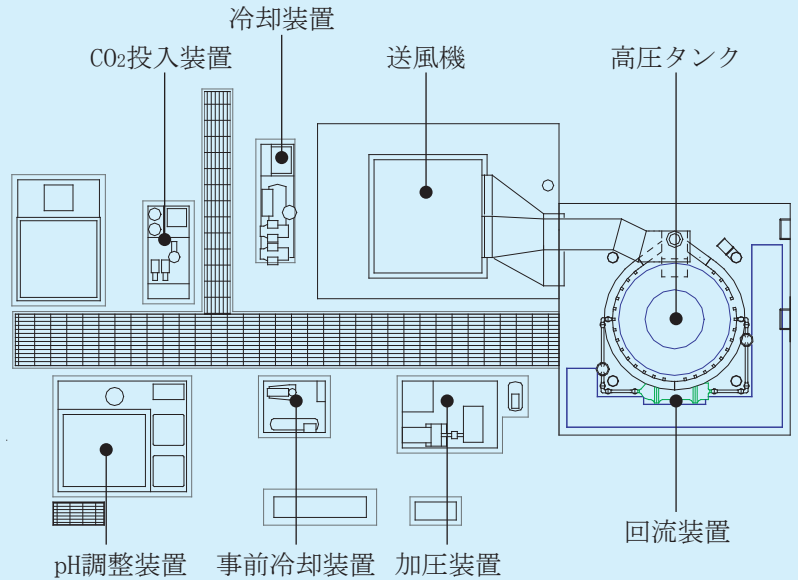 冷却装置
CO₂投入装置
送風機
高圧タンク
pH調整装置
事前冷却装置
加圧装置
回流装置